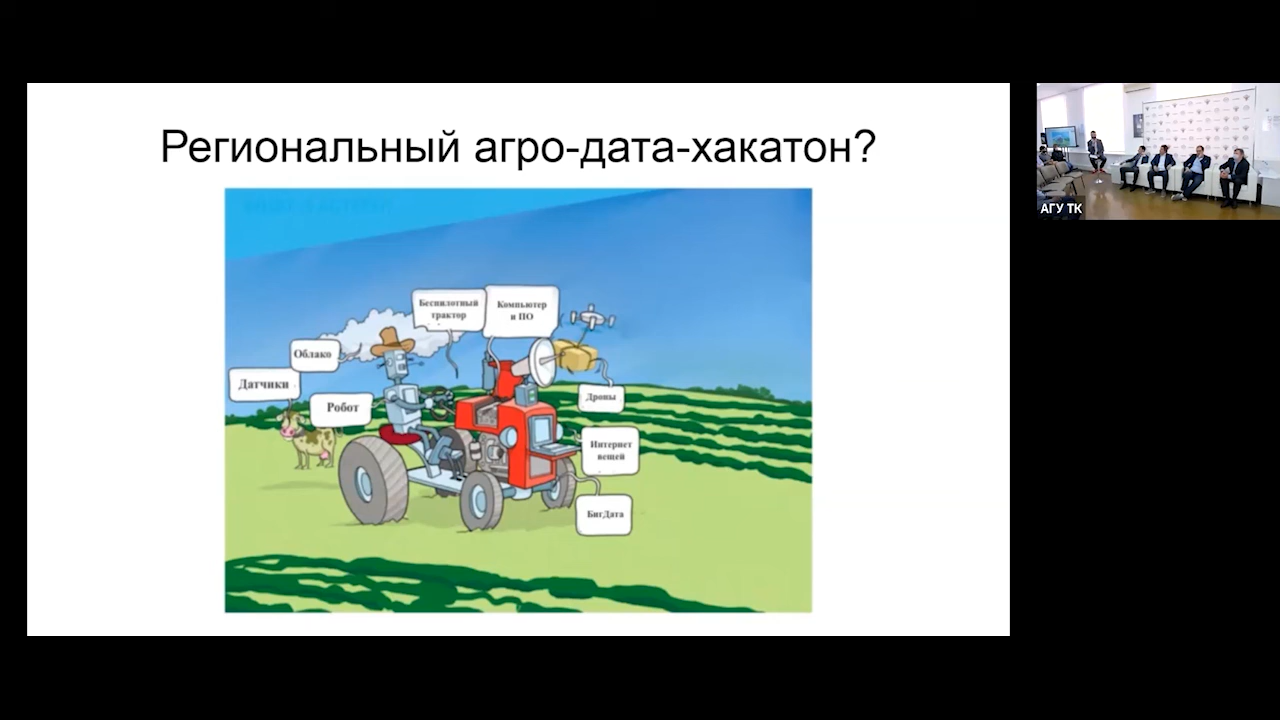 Региональный агро-дата-хакатон?
Беспилотный
трактор
Компьютер
и ПО
Облако
Датчики
Робот
Дроны
Интернет
вещей
БигДата
АГУ ТК